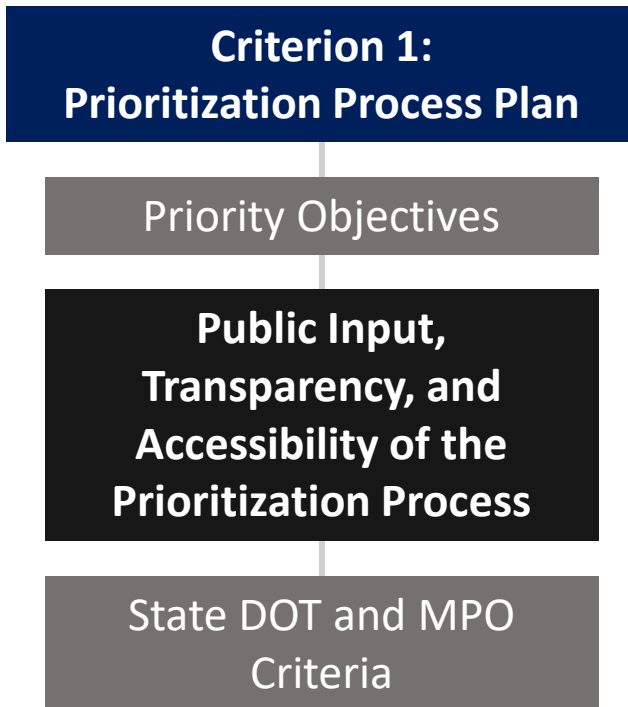 Criterion 1:
Prioritization Process Plan
Priority Objectives
Public Input,
Transparency, and
Accessibility of the
Prioritization Process
State DOT and MPO
Criteria